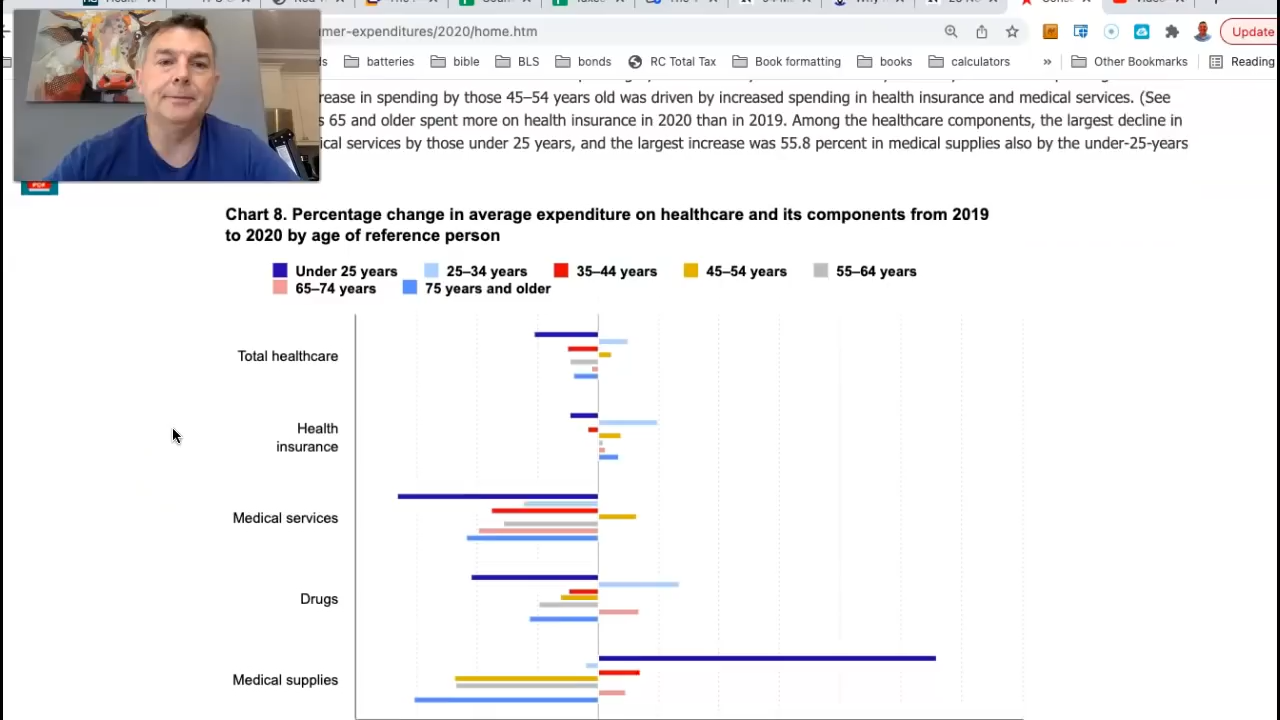 mer-expenditures/2020/home.htm
Update
batteries
bible
BLS
bonds
RC Total Tax
Book formatting
books
calculators
»
Other Bookmarks
Reading
rease in spending by those 45–54 years old was driven by increased spending in health insurance and medical services. (See
s 65 and older spent more on health insurance in 2020 than in 2019. Among the healthcare components, the largest decline in
ical services by those under 25 years, and the largest increase was 55.8 percent in medical supplies also by the under-25-years
PDF
Chart 8. Percentage change in average expenditure on healthcare and its components from 2019
to 2020 by age of reference person
Under 25 years
25–34 years
35–44 years
45–54 years
55–64 years
65–74 years
75 years and older
Total healthcare
Health
insurance
Medical services
Drugs
Medical supplies